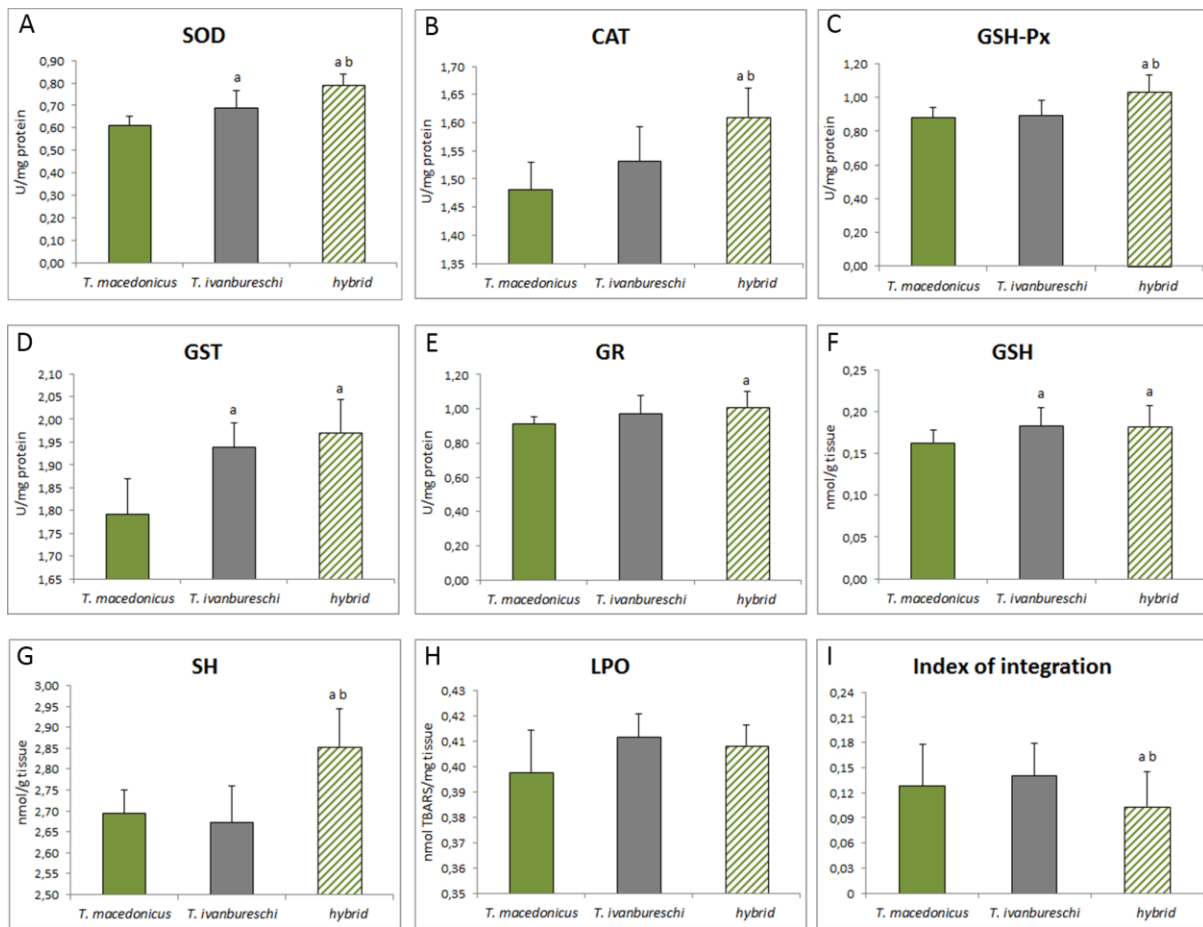 A
SOD
0,90
0,80
0,70
0,60
0,50
0,40
0,30
0,20
0,10
0,00
U/mg protein
a
a b
T. macedonicus T. ivanbureschi hybrid
B
CAT
1,70
1,65
1,60
1,55
1,50
1,45
1,40
1,35
U/mg protein
a b
T. macedonicus T. ivanbureschi hybrid
C
GSH-Px
1,20
1,00
0,80
0,60
0,40
0,20
0,00
U/mg protein
a b
T. macedonicus T. ivanbureschi hybrid
D
GST
2,10
2,05
2,00
1,95
1,90
1,85
1,80
1,75
1,70
1,65
U/mg protein
a
a
T. macedonicus T. ivanbureschi hybrid
E
GR
1,20
1,00
0,80
0,60
0,40
0,20
0,00
U/mg protein
a
T. macedonicus T. ivanbureschi hybrid
F
GSH
0,25
0,20
0,15
0,10
0,05
0,00
nmol/g tissue
a
a
T. macedonicus T. ivanbureschi hybrid
G
SH
3,00
2,95
2,90
2,85
2,80
2,75
2,70
2,65
2,60
2,55
2,50
nmol/g tissue
a b
T. macedonicus T. ivanbureschi hybrid
H
LPO
0,43
0,42
0,41
0,40
0,39
0,38
0,37
0,36
0,35
nmol TBARS/mg tissue
T. macedonicus T. ivanbureschi hybrid
I
Index of integration
0,24
0,21
0,18
0,15
0,12
0,09
0,06
0,03
0
a b
T. macedonicus T. ivanbureschi hybrid